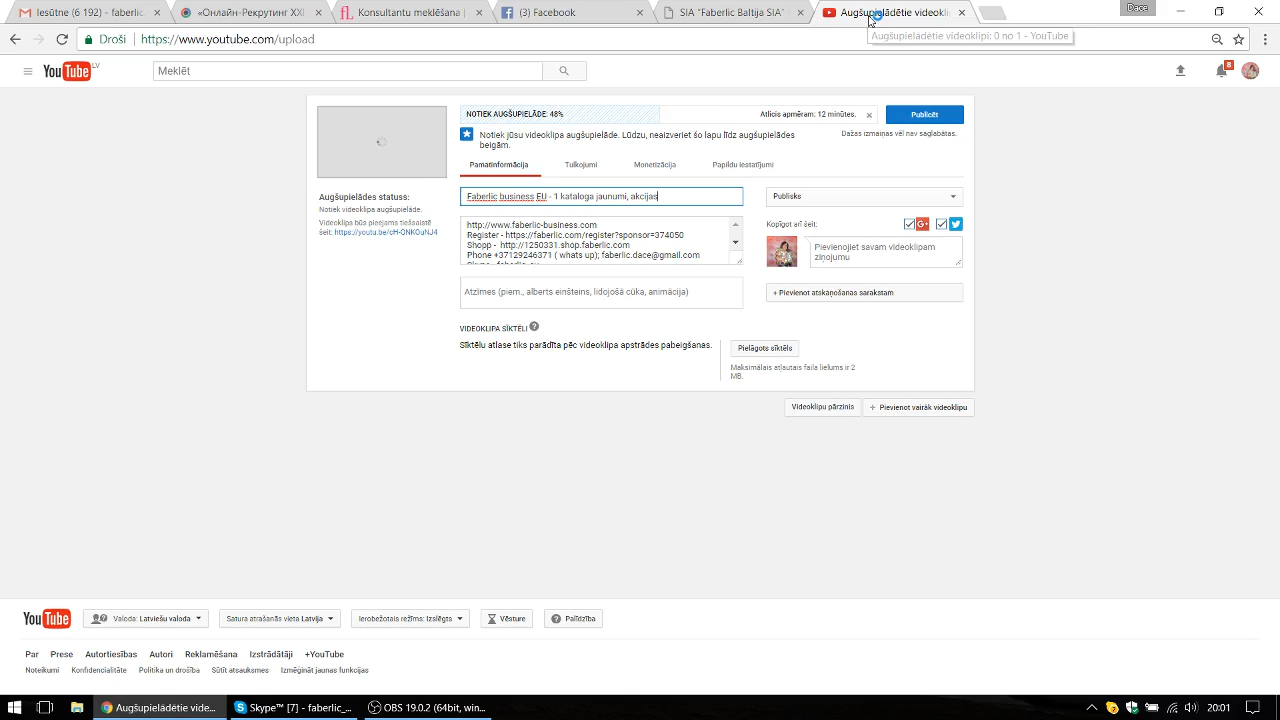 Iesūtne (6 192) - faberlic.
«Онлайн-Рекрутинг XXI
Konsultantu meklēšana |
(3) Facebook
SIA "Faberlic Baltija SIA"
Augšupielādētie videokli
Dace
Droši
https://www.youtube.com/upload
Augšupielādētie videoklipi: 0 no 1 - YouTube
YouTube LV
Meklēt
8
NOTIEK AUGŠUPIELĀDE: 48%
Atlicis apmēram: 12 minūtes.
Publicēt
Notiek jūsu videoklipa augšupielāde. Lūdzu, neaizveriet šo lapu līdz augšupielādes
beigām.
Dažas izmaiņas vēl nav saglabātas.
Pamatinformācija
Tulkojumi
Monetizācija
Papildu iestatījumi
Augšupielādes statuss:
Notiek videoklipa augšupielāde.
Videoklips būs pieejams tiešsaistē
šeit: https://youtu.be/cH-QNKOuNJ4
Faberlic business EU - 1 kataloga jaunumi, akcijas
Publisks
http://www.faberlic-business.com
Register - https://faberlic.com/register?sponsor=374050
Shopp - http://1250331.shop.faberlic.com
Phone +37129246371 ( whats up); faberlic.dace@gmail.com
Kopīgot arī šeit:
Pievienojiet savam videoklipam
ziņojumu
Atzīmes (piem., alberts einšteins, lidojošā cūka, animācija)
+ Pievienot atskaņošanas sarakstam
VIDEOKLIPA SĪKTĒLI
Sīktēlu atlase tiks parādīta pēc videoklipa apstrādes pabeigšanas.
Pielāgots sīktēls
Maksimālais atļautais faila lielums ir 2
MB.
Videoklipu pārzinis
+ Pievienot vairāk videoklipu
YouTube
Valoda: Latviešu valoda
Satura atrašanās vieta Latvija
Ierobežotais režīms: Izslēgts
Vēsture
Palīdzība
Par
Prese
Autortiesības
Autori
Reklamēšana
Izstrādātāji
+YouTube
Noteikumi
Konfidencialitāte
Politika un drošība
Sūtīt atsauksmes
Izmēģināt jaunas funkcijas
Augšupielādētie vide...
Skype™ [7] - faberlic_...
OBS 19.0.2 (64bit, win...
20:01